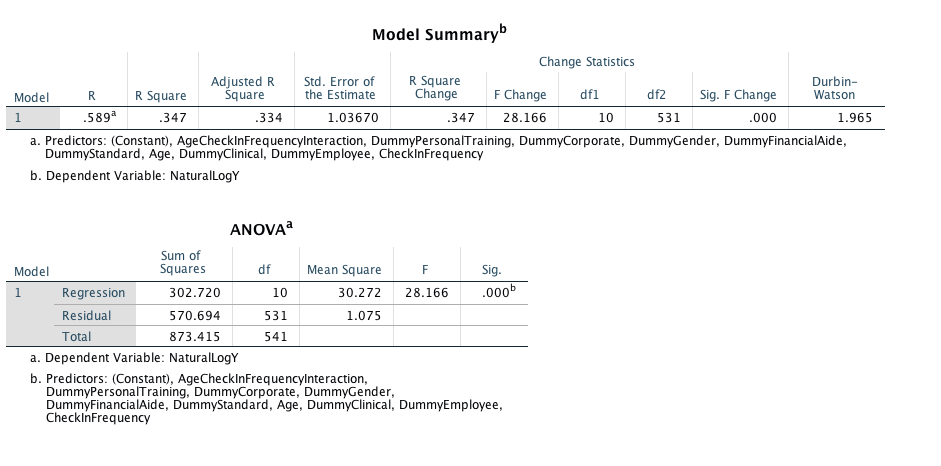 Model Summaryb
Change Statistics
Model R R Square Adjusted R Square Std. Error of the Estimate R Square Change F Change df1 df2 Sig. F Change Durbin-Watson
1 .589a .347 .334 1.03670 .347 28.166 10 531 .000 1.965
a. Predictors: (Constant), AgeCheckInFrequencyInteraction, DummyPersonalTraining, DummyCorporate, DummyGender, DummyFinancialAide,
DummyStandard, Age, DummyClinical, DummyEmployee, CheckInFrequency
b. Dependent Variable: NaturalLogY
ANOVAa
Model Sum of Squares df Mean Square F Sig.
1 Regression 302.720 10 30.272 28.166 .000b
Residual 570.694 531 1.075
Total 873.415 541
a. Dependent Variable: NaturalLogY
b. Predictors: (Constant), AgeCheckInFrequencyInteraction,
DummyPersonalTraining, DummyCorporate, DummyGender,
DummyFinancialAide, DummyStandard, Age, DummyClinical, DummyEmployee,
CheckInFrequency